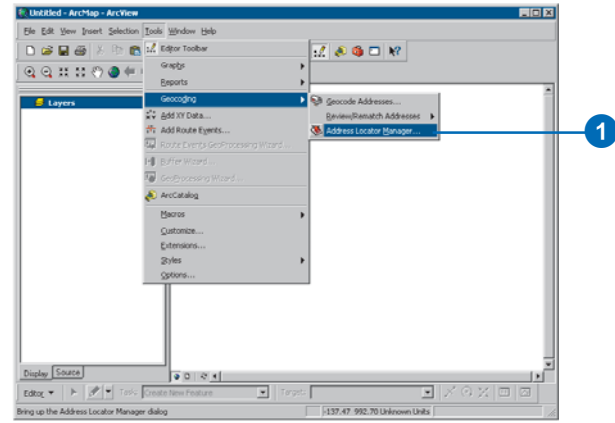 Untitled - ArcMap - ArcView
File Edit View Insert Selection Tools Window Help
Editor Toolbar
Graphs
Reports
Geocoding
Geocode Addresses...
Review/Rematch Addresses
Address Locator Manager...
1
Layers
Add XY Data...
Add Route Events...
Route Events GeoProcessing Wizard...
Buffer Wizard...
GeoProcessing Wizard...
ArcCatalog
Macros
Customize...
Extensions...
Styles
Options...
Display Source
Editor Task: Create New Feature Target:
Bring up the Address Locator Manager dialog -137.47 992.70 Unknown Units